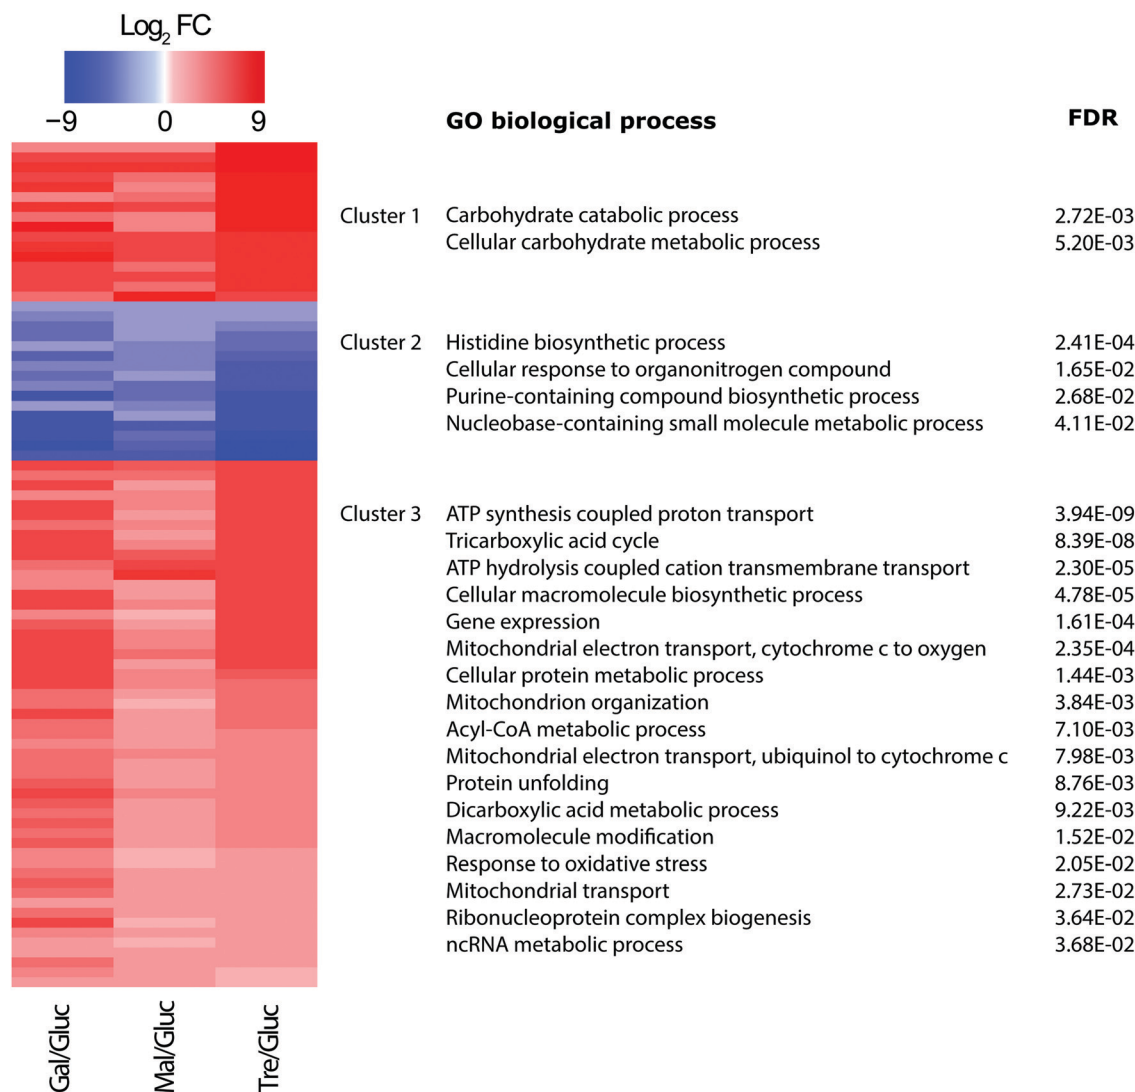 Log2 FC
−9 0 9
GO biological process FDR
Cluster 1 Carbohydrate catabolic process 2.72E-03
Cellular carbohydrate metabolic process 5.20E-03
Cluster 2 Histidine biosynthetic process 2.41E-04
Cellular response to organonitrogen compound 1.65E-02
Purine-containing compound biosynthetic process 2.68E-02
Nucleobase-containing small molecule metabolic process 4.11E-02
Cluster 3 ATP synthesis coupled proton transport 3.94E-09
Tricarboxylic acid cycle 8.39E-08
ATP hydrolysis coupled cation transmembrane transport 2.30E-05
Cellular macromolecule biosynthetic process 4.78E-05
Gene expression 1.61E-04
Mitochondrial electron transport, cytochrome c to oxygen 2.35E-04
Cellular protein metabolic process 1.44E-03
Mitochondrion organization 3.84E-03
Acyl-CoA metabolic process 7.10E-03
Mitochondrial electron transport, ubiquinol to cytochrome c 7.98E-03
Protein unfolding 8.76E-03
Dicarboxylic acid metabolic process 9.22E-03
Macromolecule modification 1.52E-02
Response to oxidative stress 2.05E-02
Mitochondrial transport 2.73E-02
Ribonucleoprotein complex biogenesis 3.64E-02
ncRNA metabolic process 3.68E-02
Gal/Gluc
Mal/Gluc
Tre/Gluc